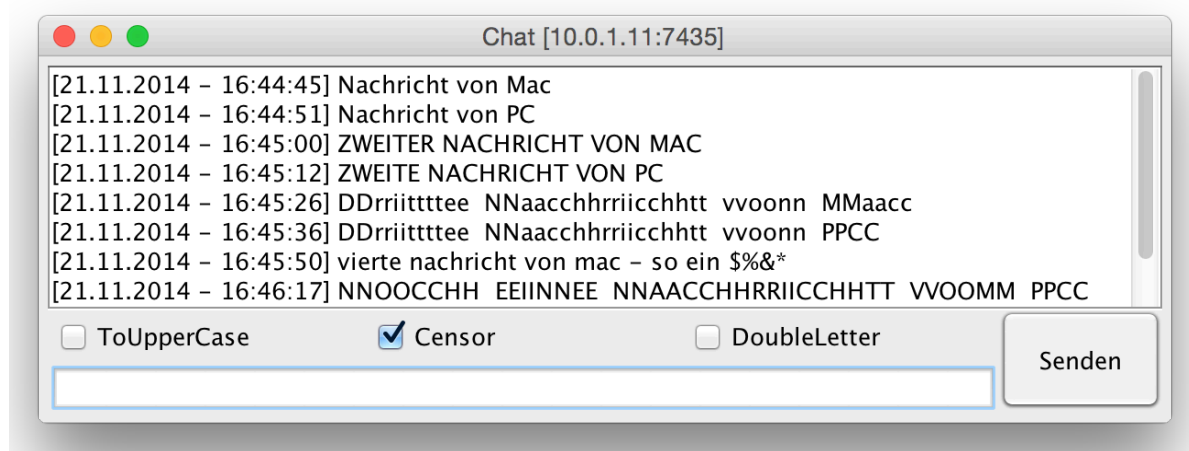 Chat [10.0.1.11:7435]
[21.11.2014 – 16:44:45] Nachricht von Mac
[21.11.2014 – 16:44:51] Nachricht von PC
[21.11.2014 – 16:45:00] ZWEITER NACHRICHT VON MAC
[21.11.2014 – 16:45:12] ZWEITE NACHRICHT VON PC
[21.11.2014 – 16:45:26] DDrriittttee  NNaacchhrriicchhtt  vvoonn  MMaacc
[21.11.2014 – 16:45:36] DDrriittttee  NNaacchhrriicchhtt  vvoonn  PPCC
[21.11.2014 – 16:45:50] vierte nachricht von mac – so ein $%&*
[21.11.2014 – 16:46:17] NNOOCCHH  EEIINNEE  NNAACCHHRRIICCHHTT  VVOOMM  PPCC
ToUpperCase Censor DoubleLetter
Senden